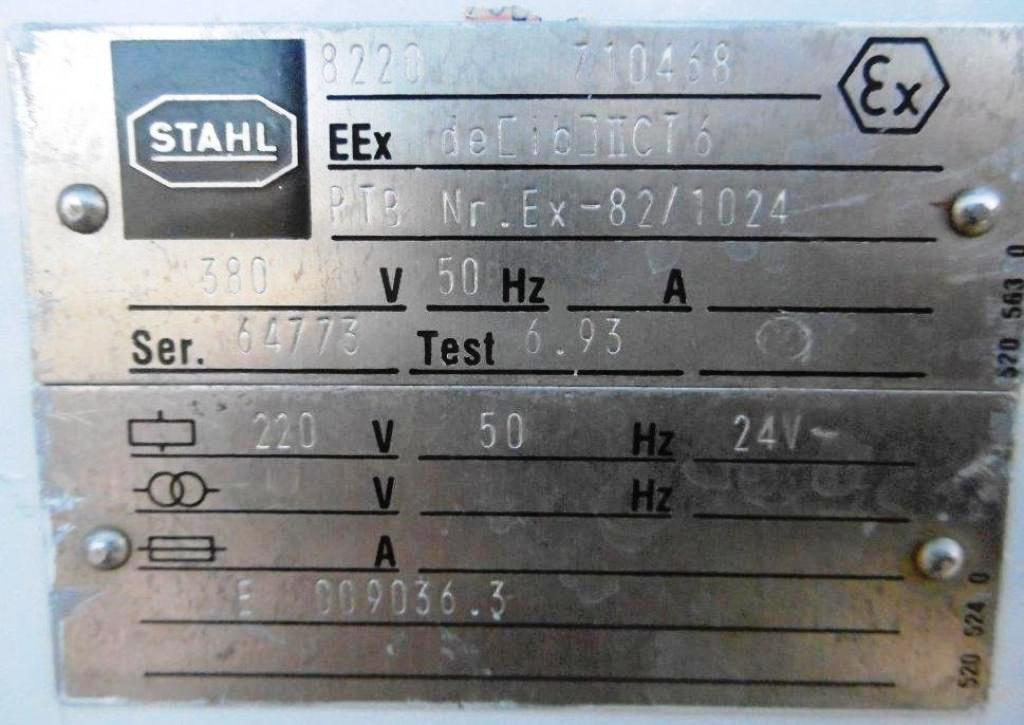 STAHL
8220 710468
Ex
EEx de[ib]IICT6
PTB Nr.Ex-82/1024
380 V 50 Hz A
Ser. 64773 Test 6.93
520 563 0
220 V 50 Hz 24V~
V Hz
A
E 009036.3
520 524 0